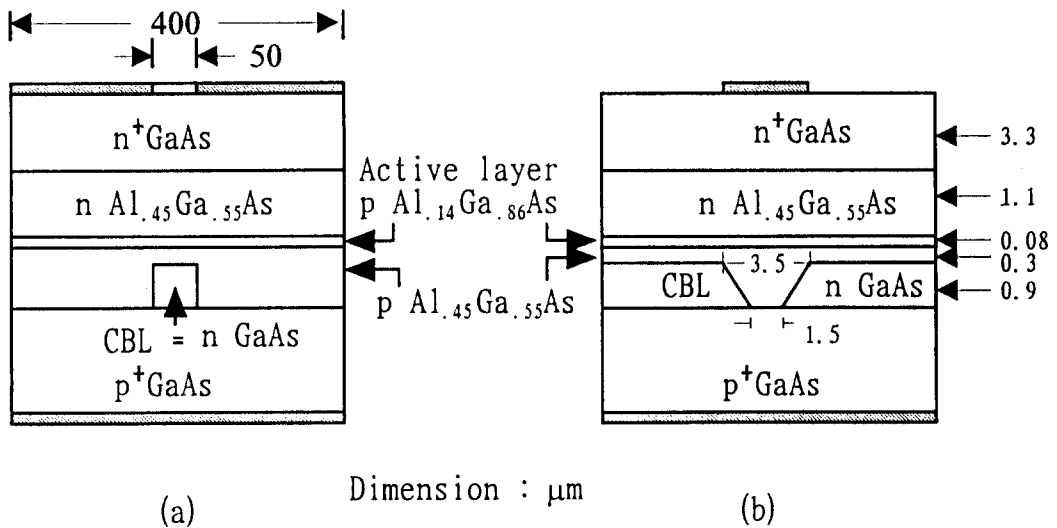 400
50
n⁺GaAs
n Al.45Ga.55As
Active layer
p Al.14Ga.86As
p Al.45Ga.55As
CBL = n GaAs
p⁺GaAs
n⁺GaAs
3.3
n Al.45Ga.55As
1.1
0.08
0.3
3.5
CBL
n GaAs
0.9
1.5
p⁺GaAs
Dimension : μm
(a)
(b)